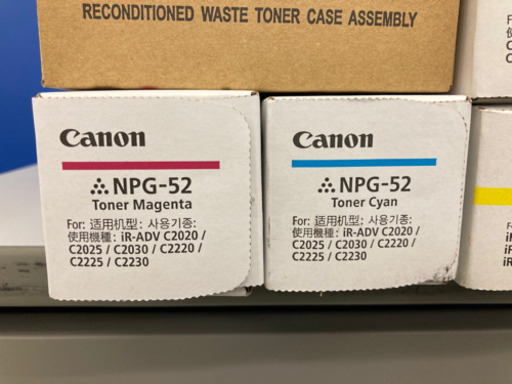 RECONDITIONED WASTE TONER CASE ASSEMBLY
Canon
NPG-52
Toner Magenta
For: 适用机型: 사용기종:
使用機種: iR-ADV C2020 /
C2025 / C2030 / C2220 /
C2225 / C2230
Canon
NPG-52
Toner Cyan
For: 适用机型: 사용기종:
使用機種: iR-ADV C2020 /
C2025 / C2030 / C2220 /
C2225 / C2230